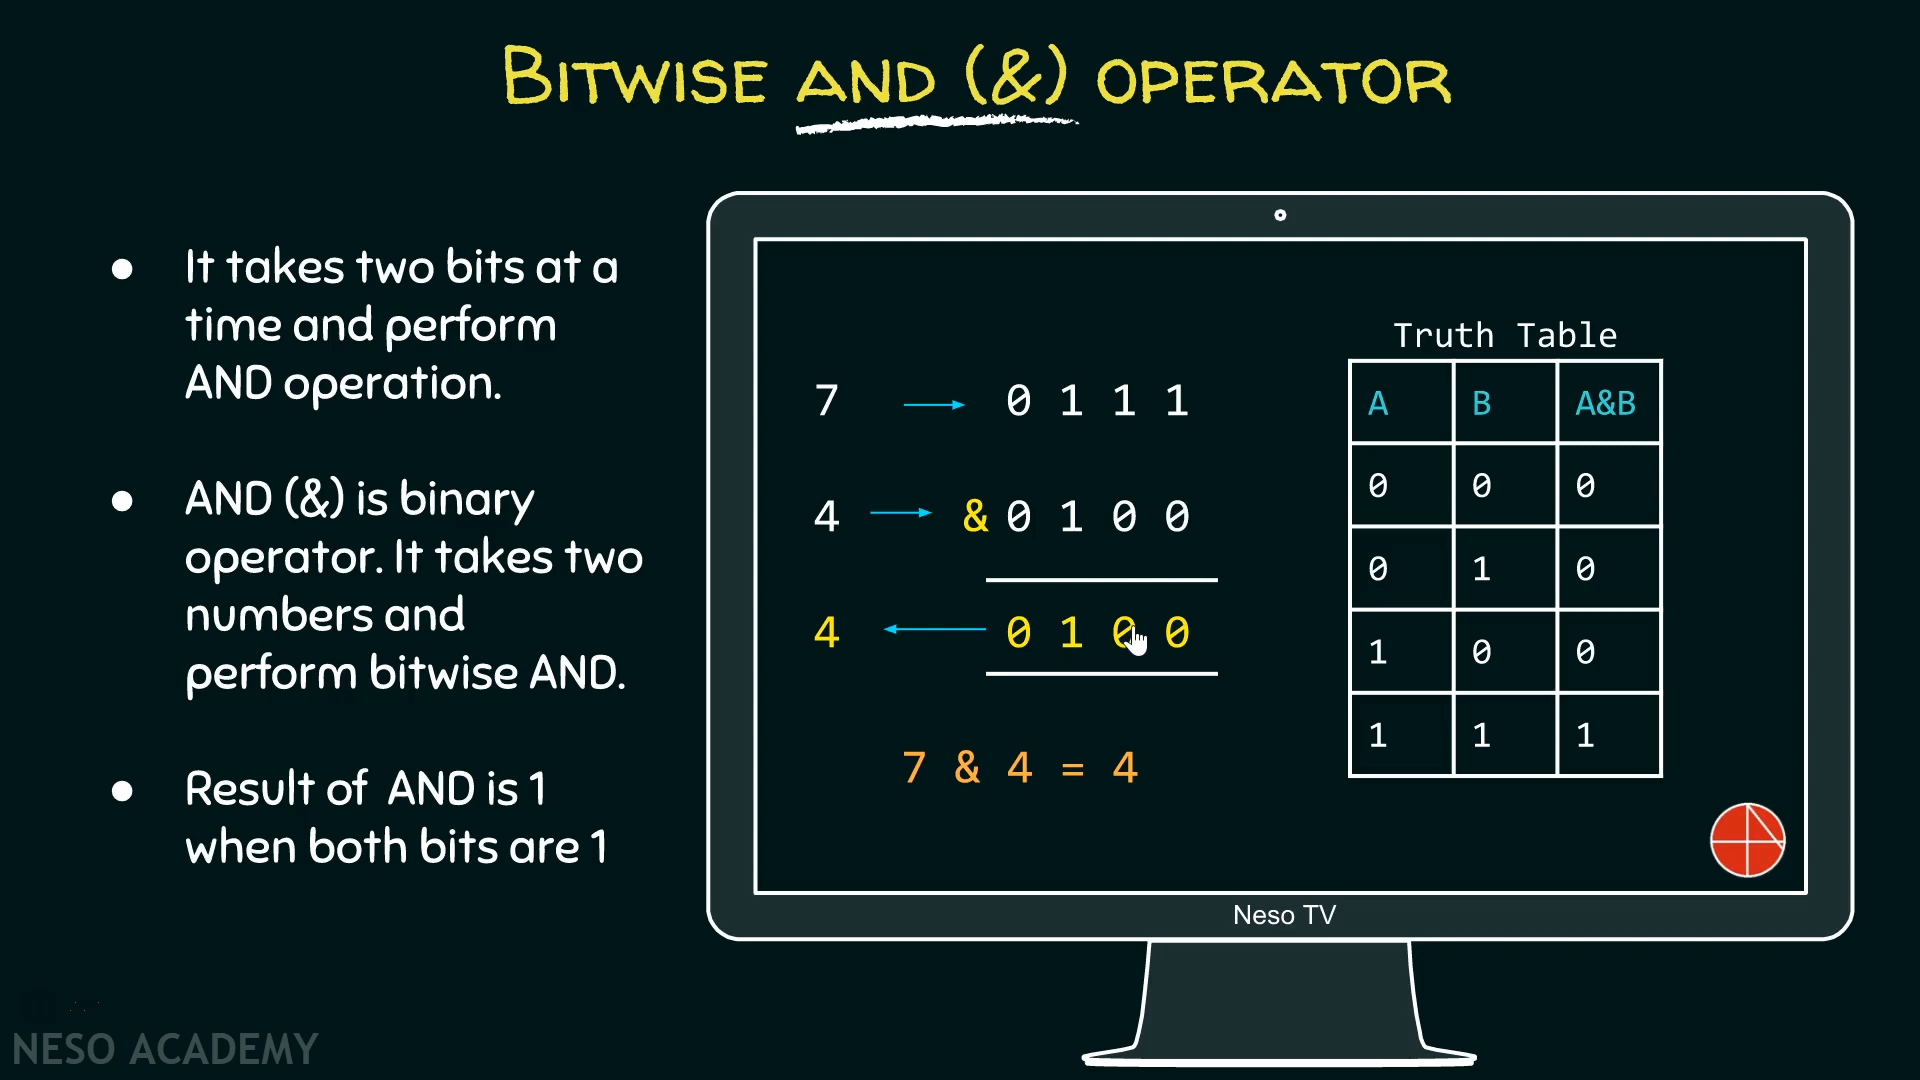 BITWISE AND (&) OPERATOR
● It takes two bits at a
time and perform
AND operation.
● AND (&) is binary
operator. It takes two
numbers and
perform bitwise AND.
● Result of AND is 1
when both bits are 1
7 → 0 1 1 1
4 → & 0 1 0 0
4 ← 0 1 0 0
7 & 4 = 4
Truth Table
A B A&B
0 0 0
0 1 0
1 0 0
1 1 1
Neso TV
NESO ACADEMY